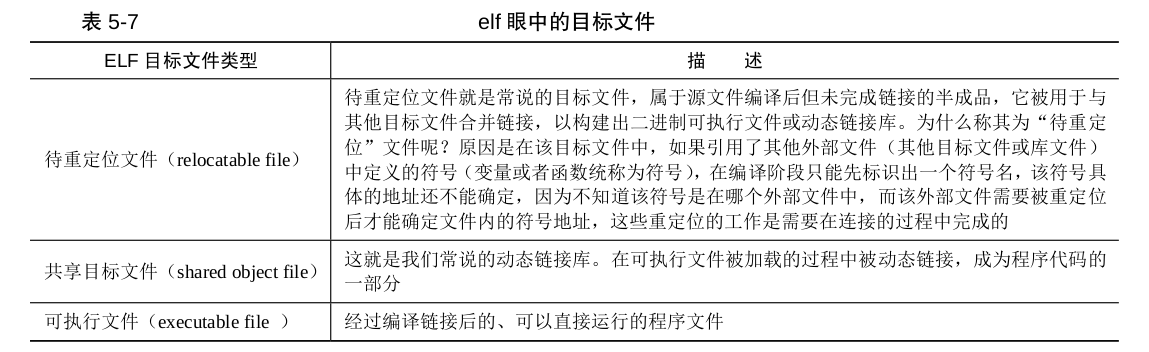 表 5-7 elf 眼中的目标文件
ELF 目标文件类型 描 述
待重定位文件（relocatable file）
待重定位文件就是常说的目标文件，属于源文件编译后但未完成链接的半成品，它被用于与
其他目标文件合并链接，以构建出二进制可执行文件或动态链接库。为什么称其为“待重定
位”文件呢？原因是在该目标文件中，如果引用了其他外部文件（其他目标文件或库文件）
中定义的符号（变量或者函数统称为符号），在编译阶段只能先标识出一个符号名，该符号具
体的地址还不能确定，因为不知道该符号是在哪个外部文件中，而该外部文件需要被重定位
后才能确定文件内的符号地址，这些重定位的工作是需要在连接的过程中完成的
共享目标文件（shared object file）
这就是我们常说的动态链接库。在可执行文件被加载的过程中被动态链接，成为程序代码的
一部分
可执行文件（executable file ）
经过编译链接后的、可以直接运行的程序文件